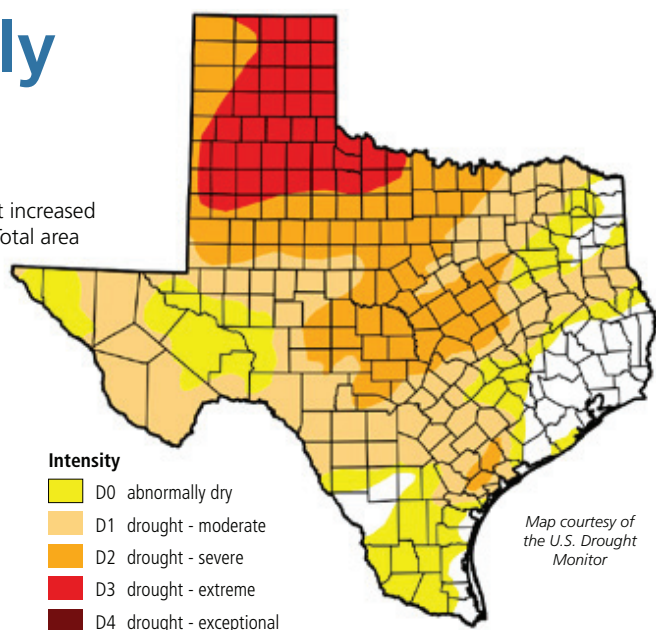 ly
t increased
Total area
Intensity
D0 abnormally dry
D1 drought - moderate
D2 drought - severe
D3 drought - extreme
D4 drought - exceptional
Map courtesy of
the U.S. Drought
Monitor